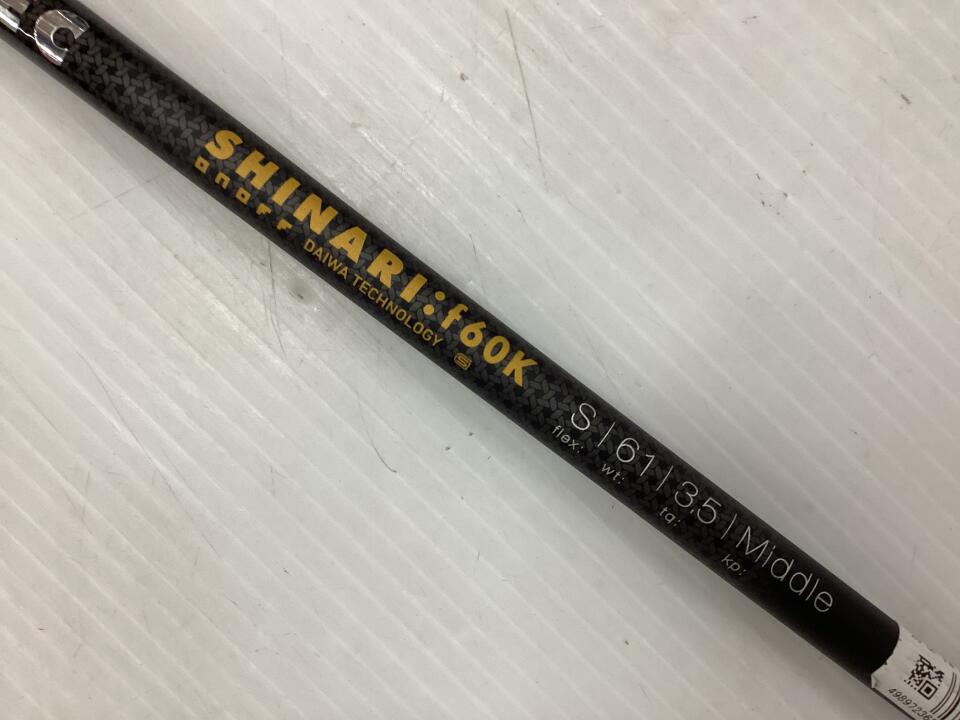 SHINARI:f60K
ONOFF DAIWA TECHNOLOGY S
S | 61 | 3.5 | Middle
flex: wt: tq: kp: